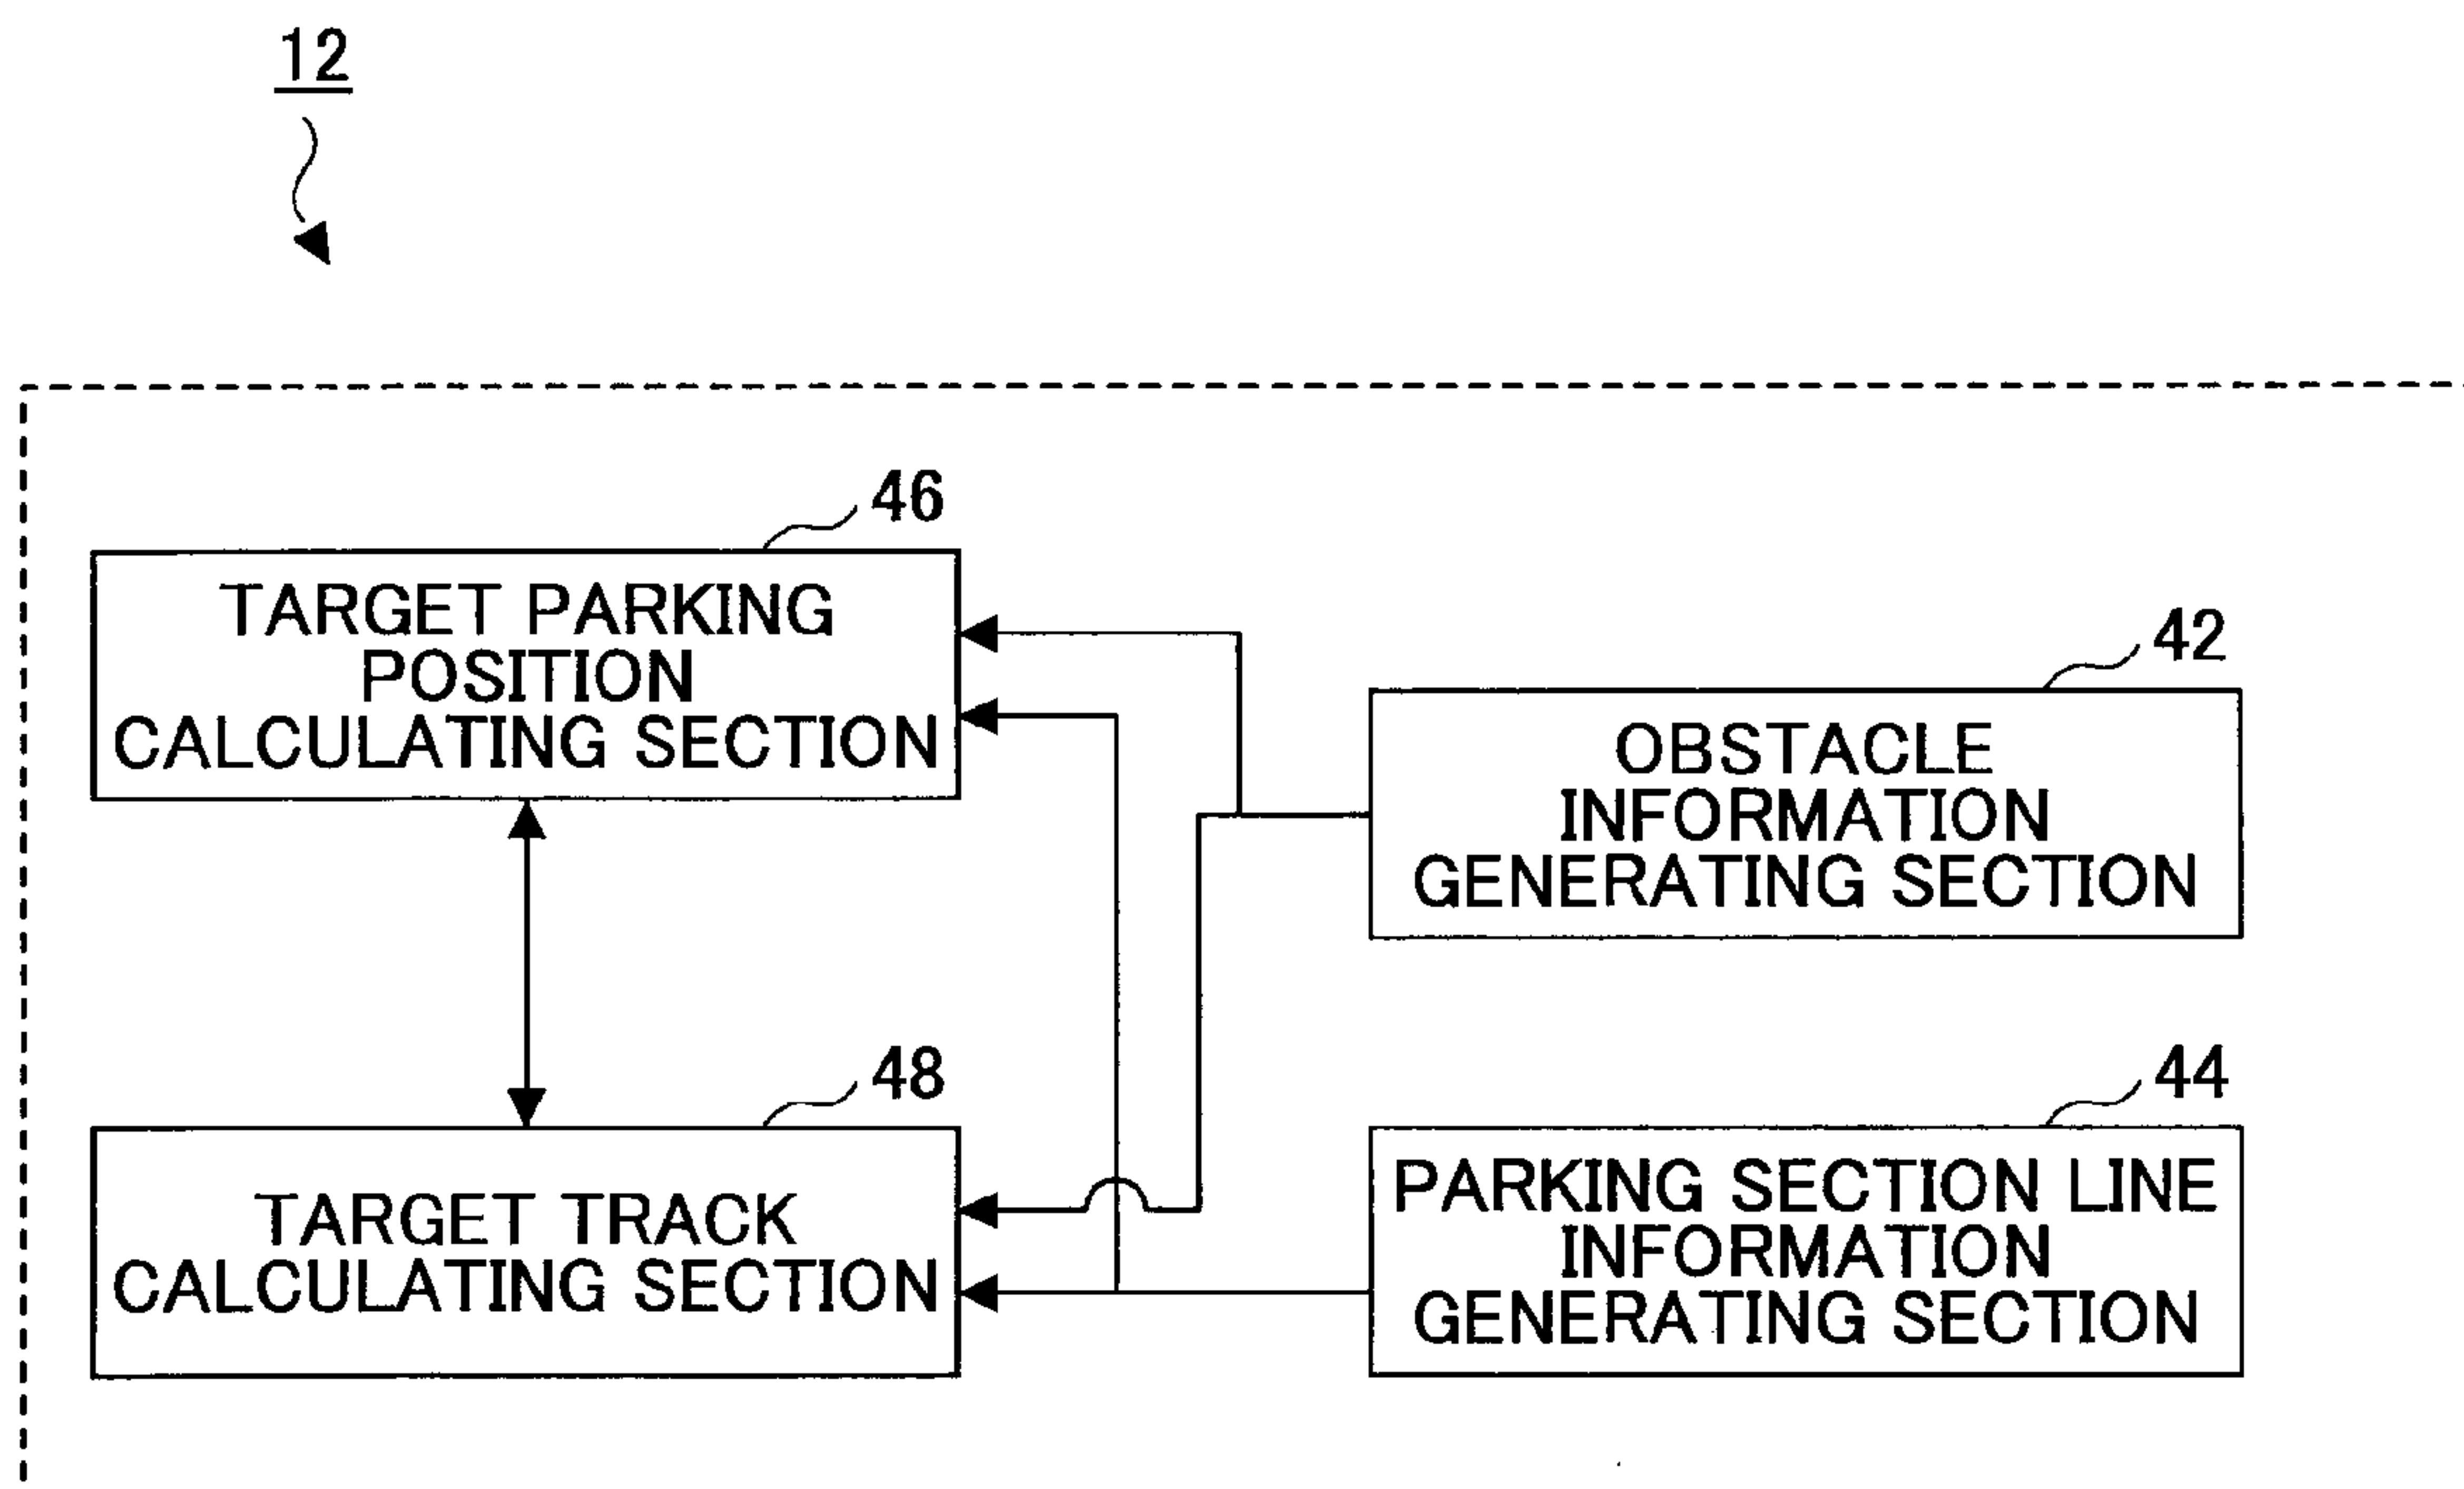 12
46
TARGET PARKING
POSITION
CALCULATING SECTION
42
OBSTACLE
INFORMATION
GENERATING SECTION
48
TARGET TRACK
CALCULATING SECTION
44
PARKING SECTION LINE
INFORMATION
GENERATING SECTION